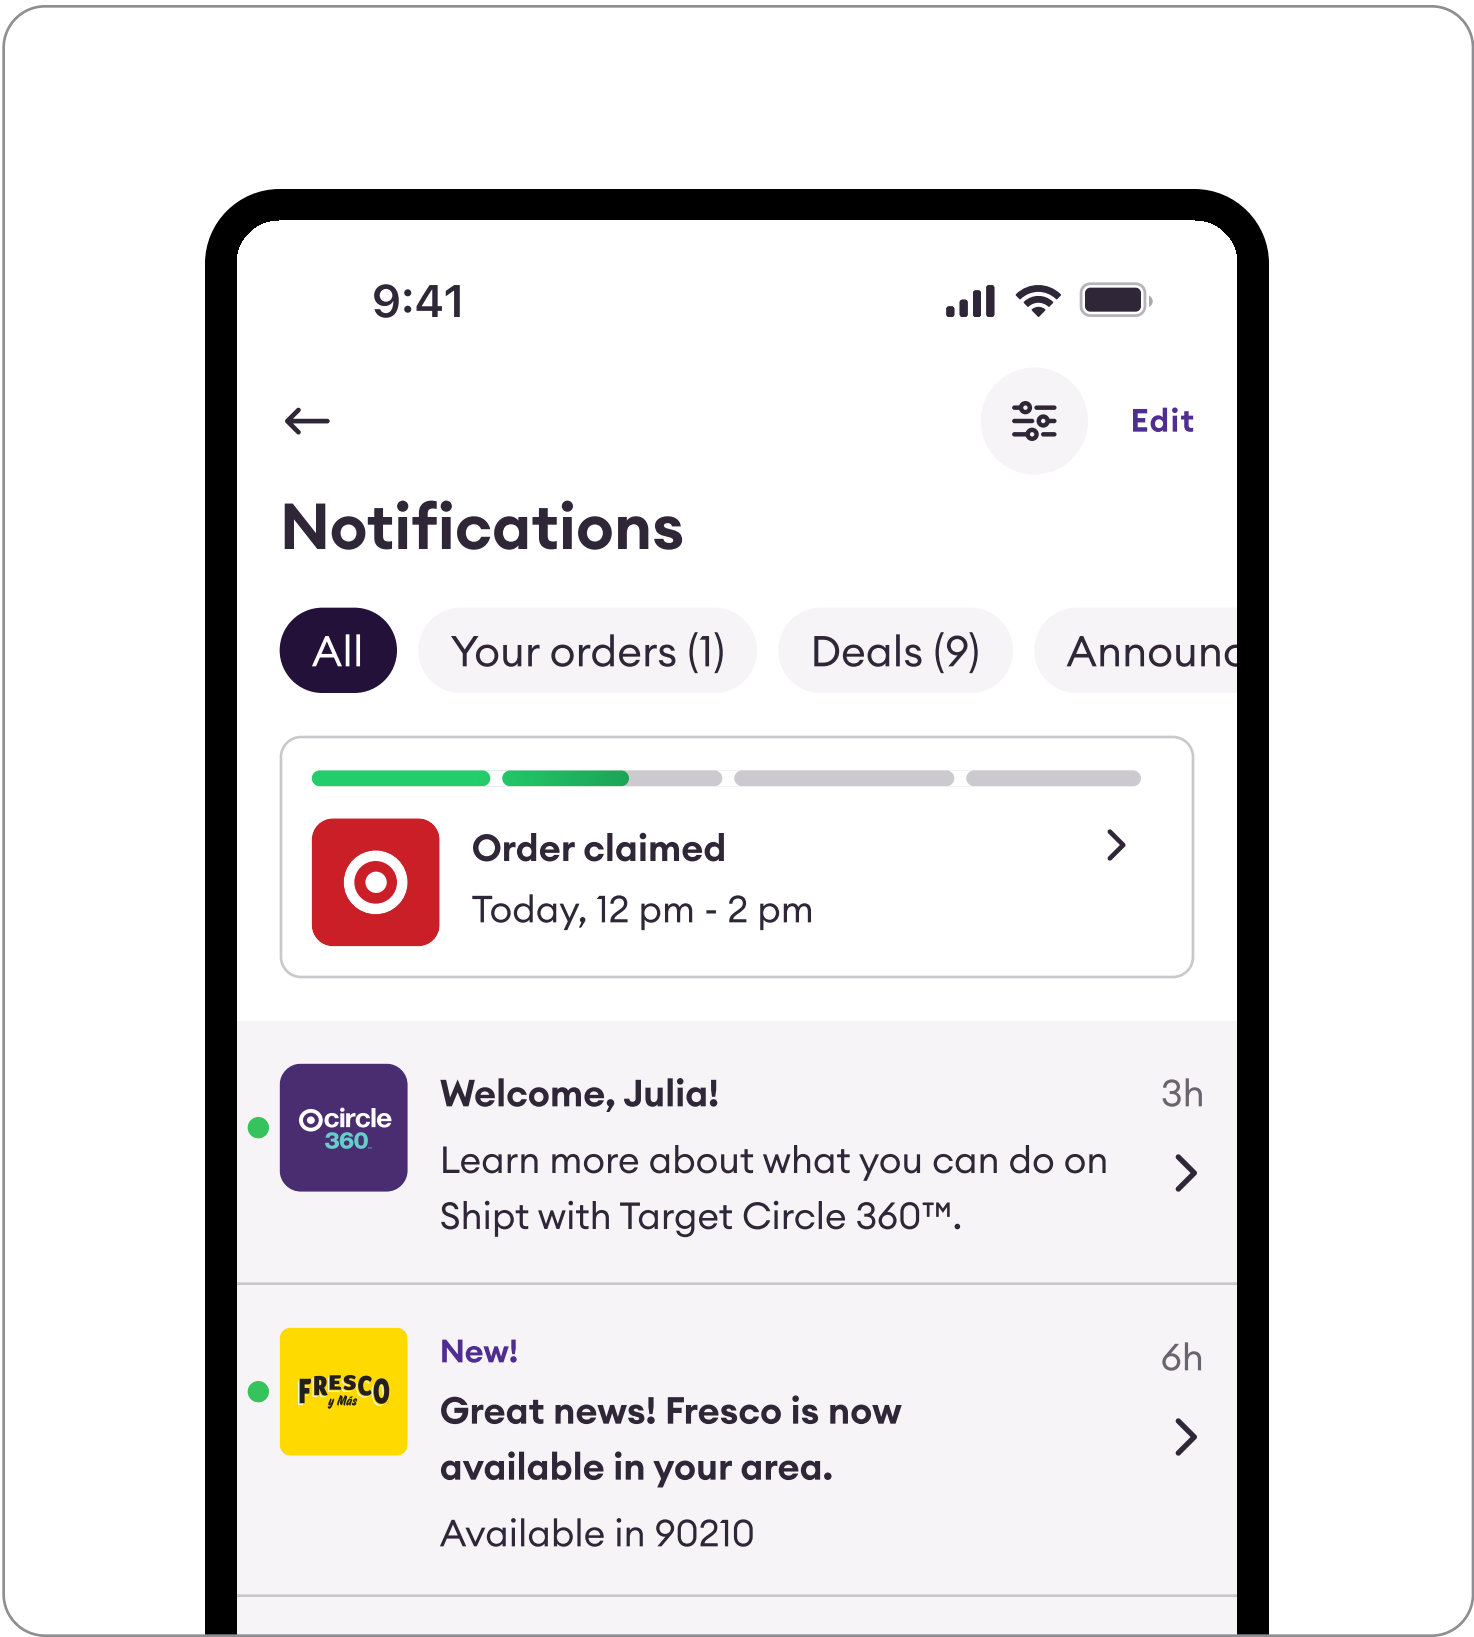 9:41
Edit
Notifications
All
Your orders (1)
Deals (9)
Announc
Order claimed
Today, 12 pm - 2 pm
circle
360
Welcome, Julia!
3h
Learn more about what you can do on
Shipt with Target Circle 360™.
FRESCO
y Más
New!
6h
Great news! Fresco is now
available in your area.
Available in 90210